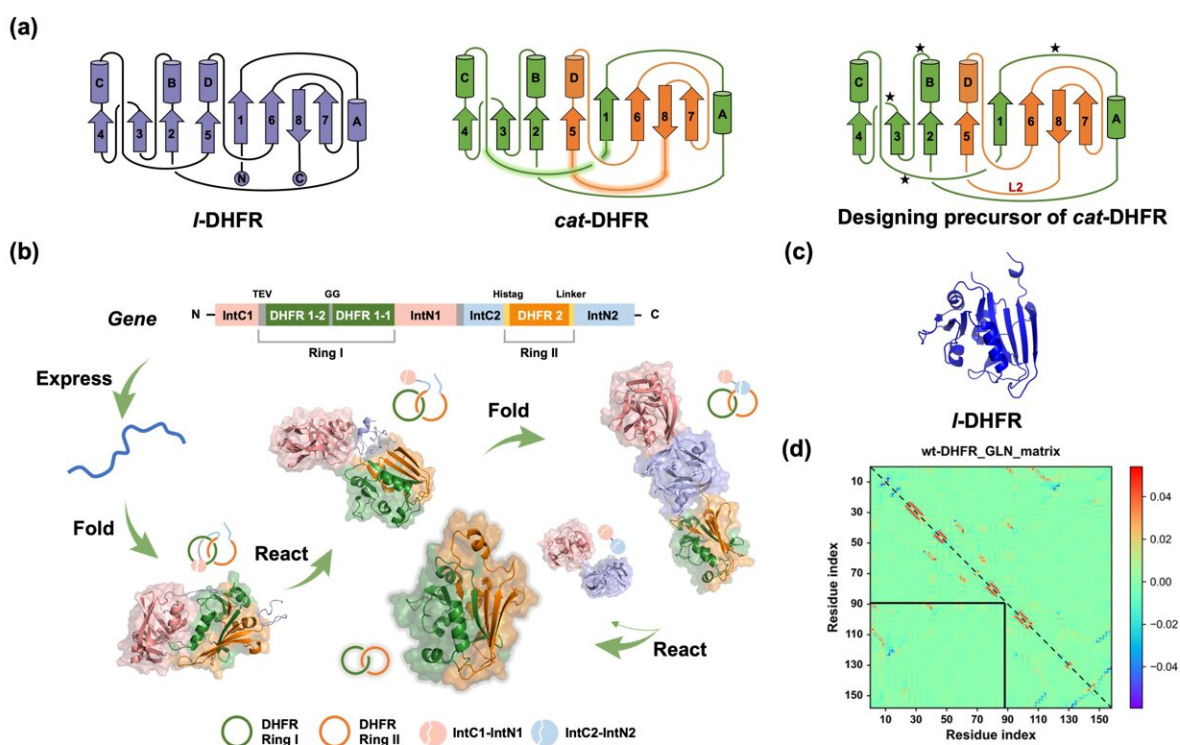 (a)
C
B
D
4
3
2
5
1
6
8
7
A
N
C
l-DHFR
C
B
D
4
3
2
5
1
6
8
7
A
cat-DHFR
C
B
D
4
3
2
5
1
6
8
7
A
L2
Designing precursor of cat-DHFR
(b)
Gene
TEV
GG
Histag
Linker
N
IntC1
DHFR 1-2
DHFR 1-1
IntN1
IntC2
DHFR 2
IntN2
C
Ring I
Ring II
Express
Fold
React
Fold
React
DHFR
Ring I
DHFR
Ring II
IntC1-IntN1
IntC2-IntN2
(c)
l-DHFR
(d)
wt-DHFR_GLN_matrix
Residue index
10
30
50
70
90
110
130
150
0 10 30 50 70 90 110 130 150
Residue index
0.04
0.02
0.00
−0.02
−0.04